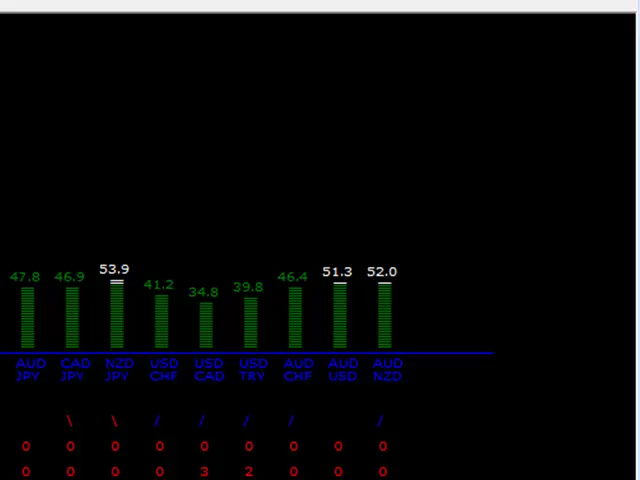 53.9
51.3 52.0
47.8 46.9 46.4
41.2 39.8
34.8
AUD CAD NZD USD USD USD AUD AUD AUD
JPY JPY JPY CHF CAD TRY CHF USD NZD
\ \ / / / / /
0 0 0 0 0 0 0 0 0
0 0 0 0 3 2 0 0 0